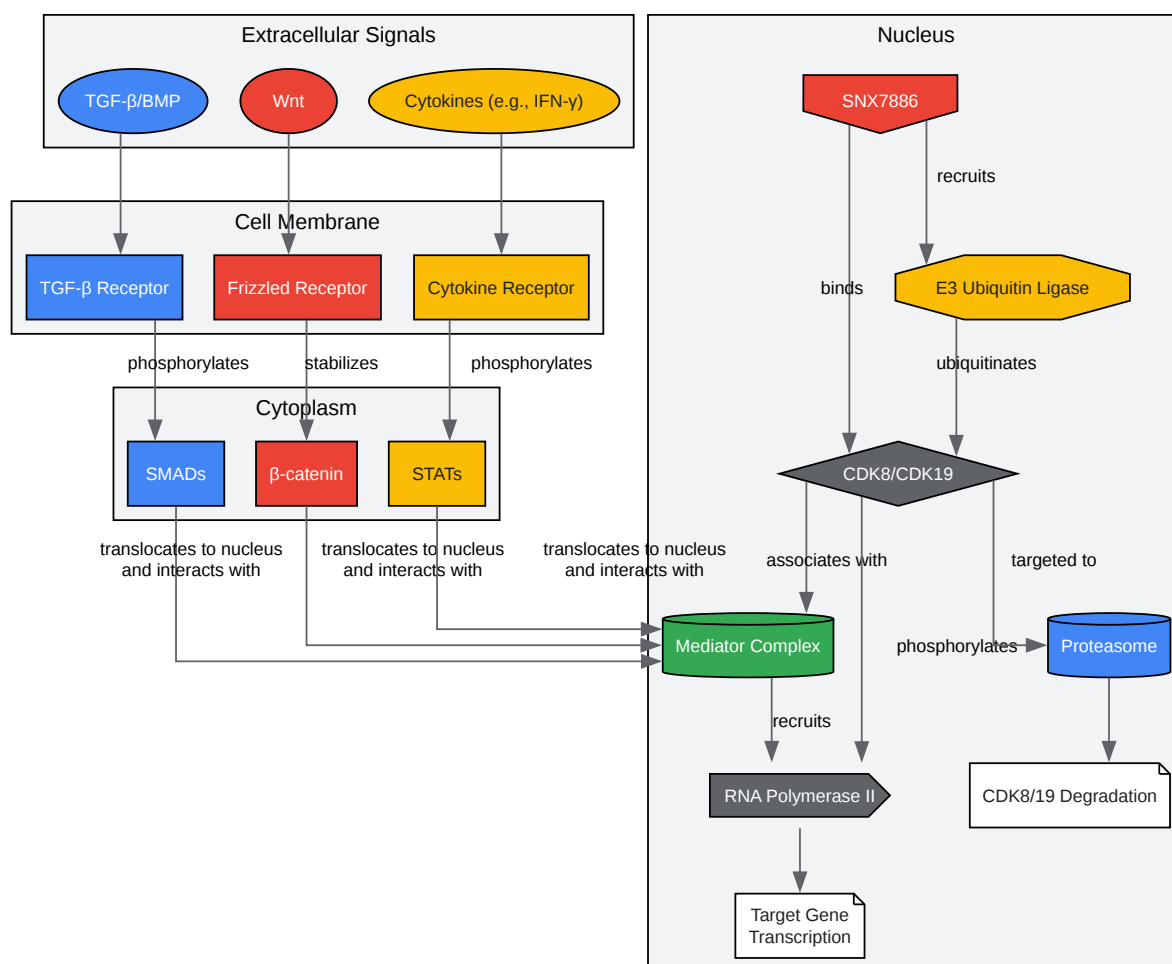 Extracellular Signals
Nucleus
TGF-β/BMP
Wnt
Cytokines (e.g., IFN-γ)
SNX7886
recruits
Cell Membrane
TGF-β Receptor
Frizzled Receptor
Cytokine Receptor
binds
E3 Ubiquitin Ligase
phosphorylates
stabilizes
phosphorylates
ubiquitinates
Cytoplasm
SMADs
β-catenin
STATs
CDK8/CDK19
translocates to nucleus
and interacts with
translocates to nucleus
and interacts with
translocates to nucleus
and interacts with
associates with
targeted to
Mediator Complex
phosphorylates
Proteasome
recruits
RNA Polymerase II
CDK8/19 Degradation
Target Gene
Transcription